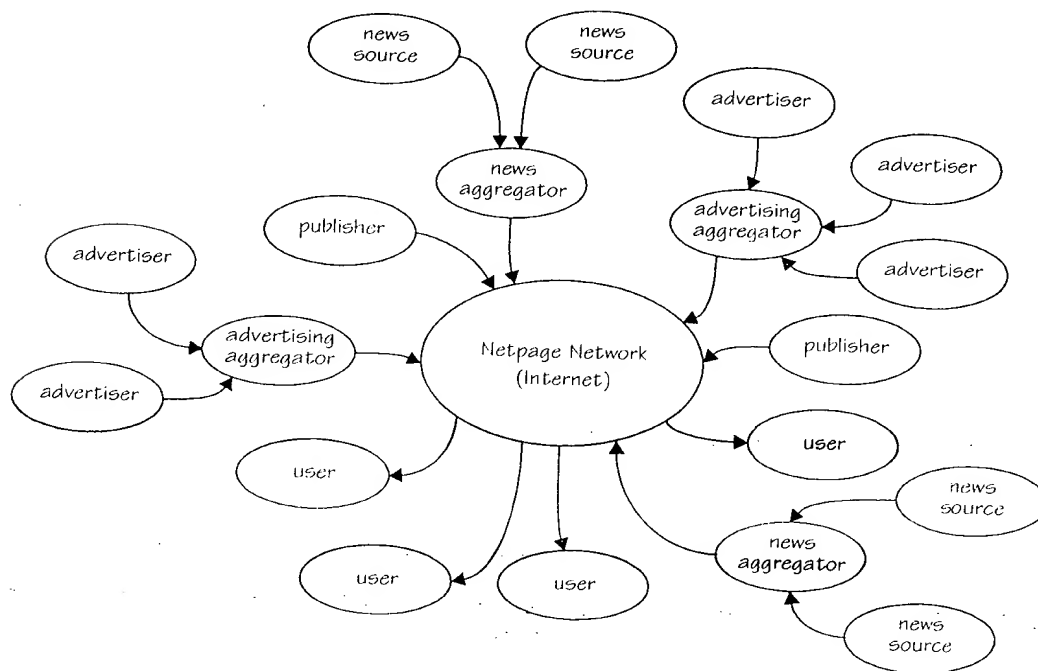 news
source
news
source
advertiser
news
aggregator
advertiser
advertising
aggregator
publisher
advertiser
advertiser
advertising
aggregator
Netpage Network
(Internet)
publisher
advertiser
user
user
news
source
news
aggregator
user
user
news
source